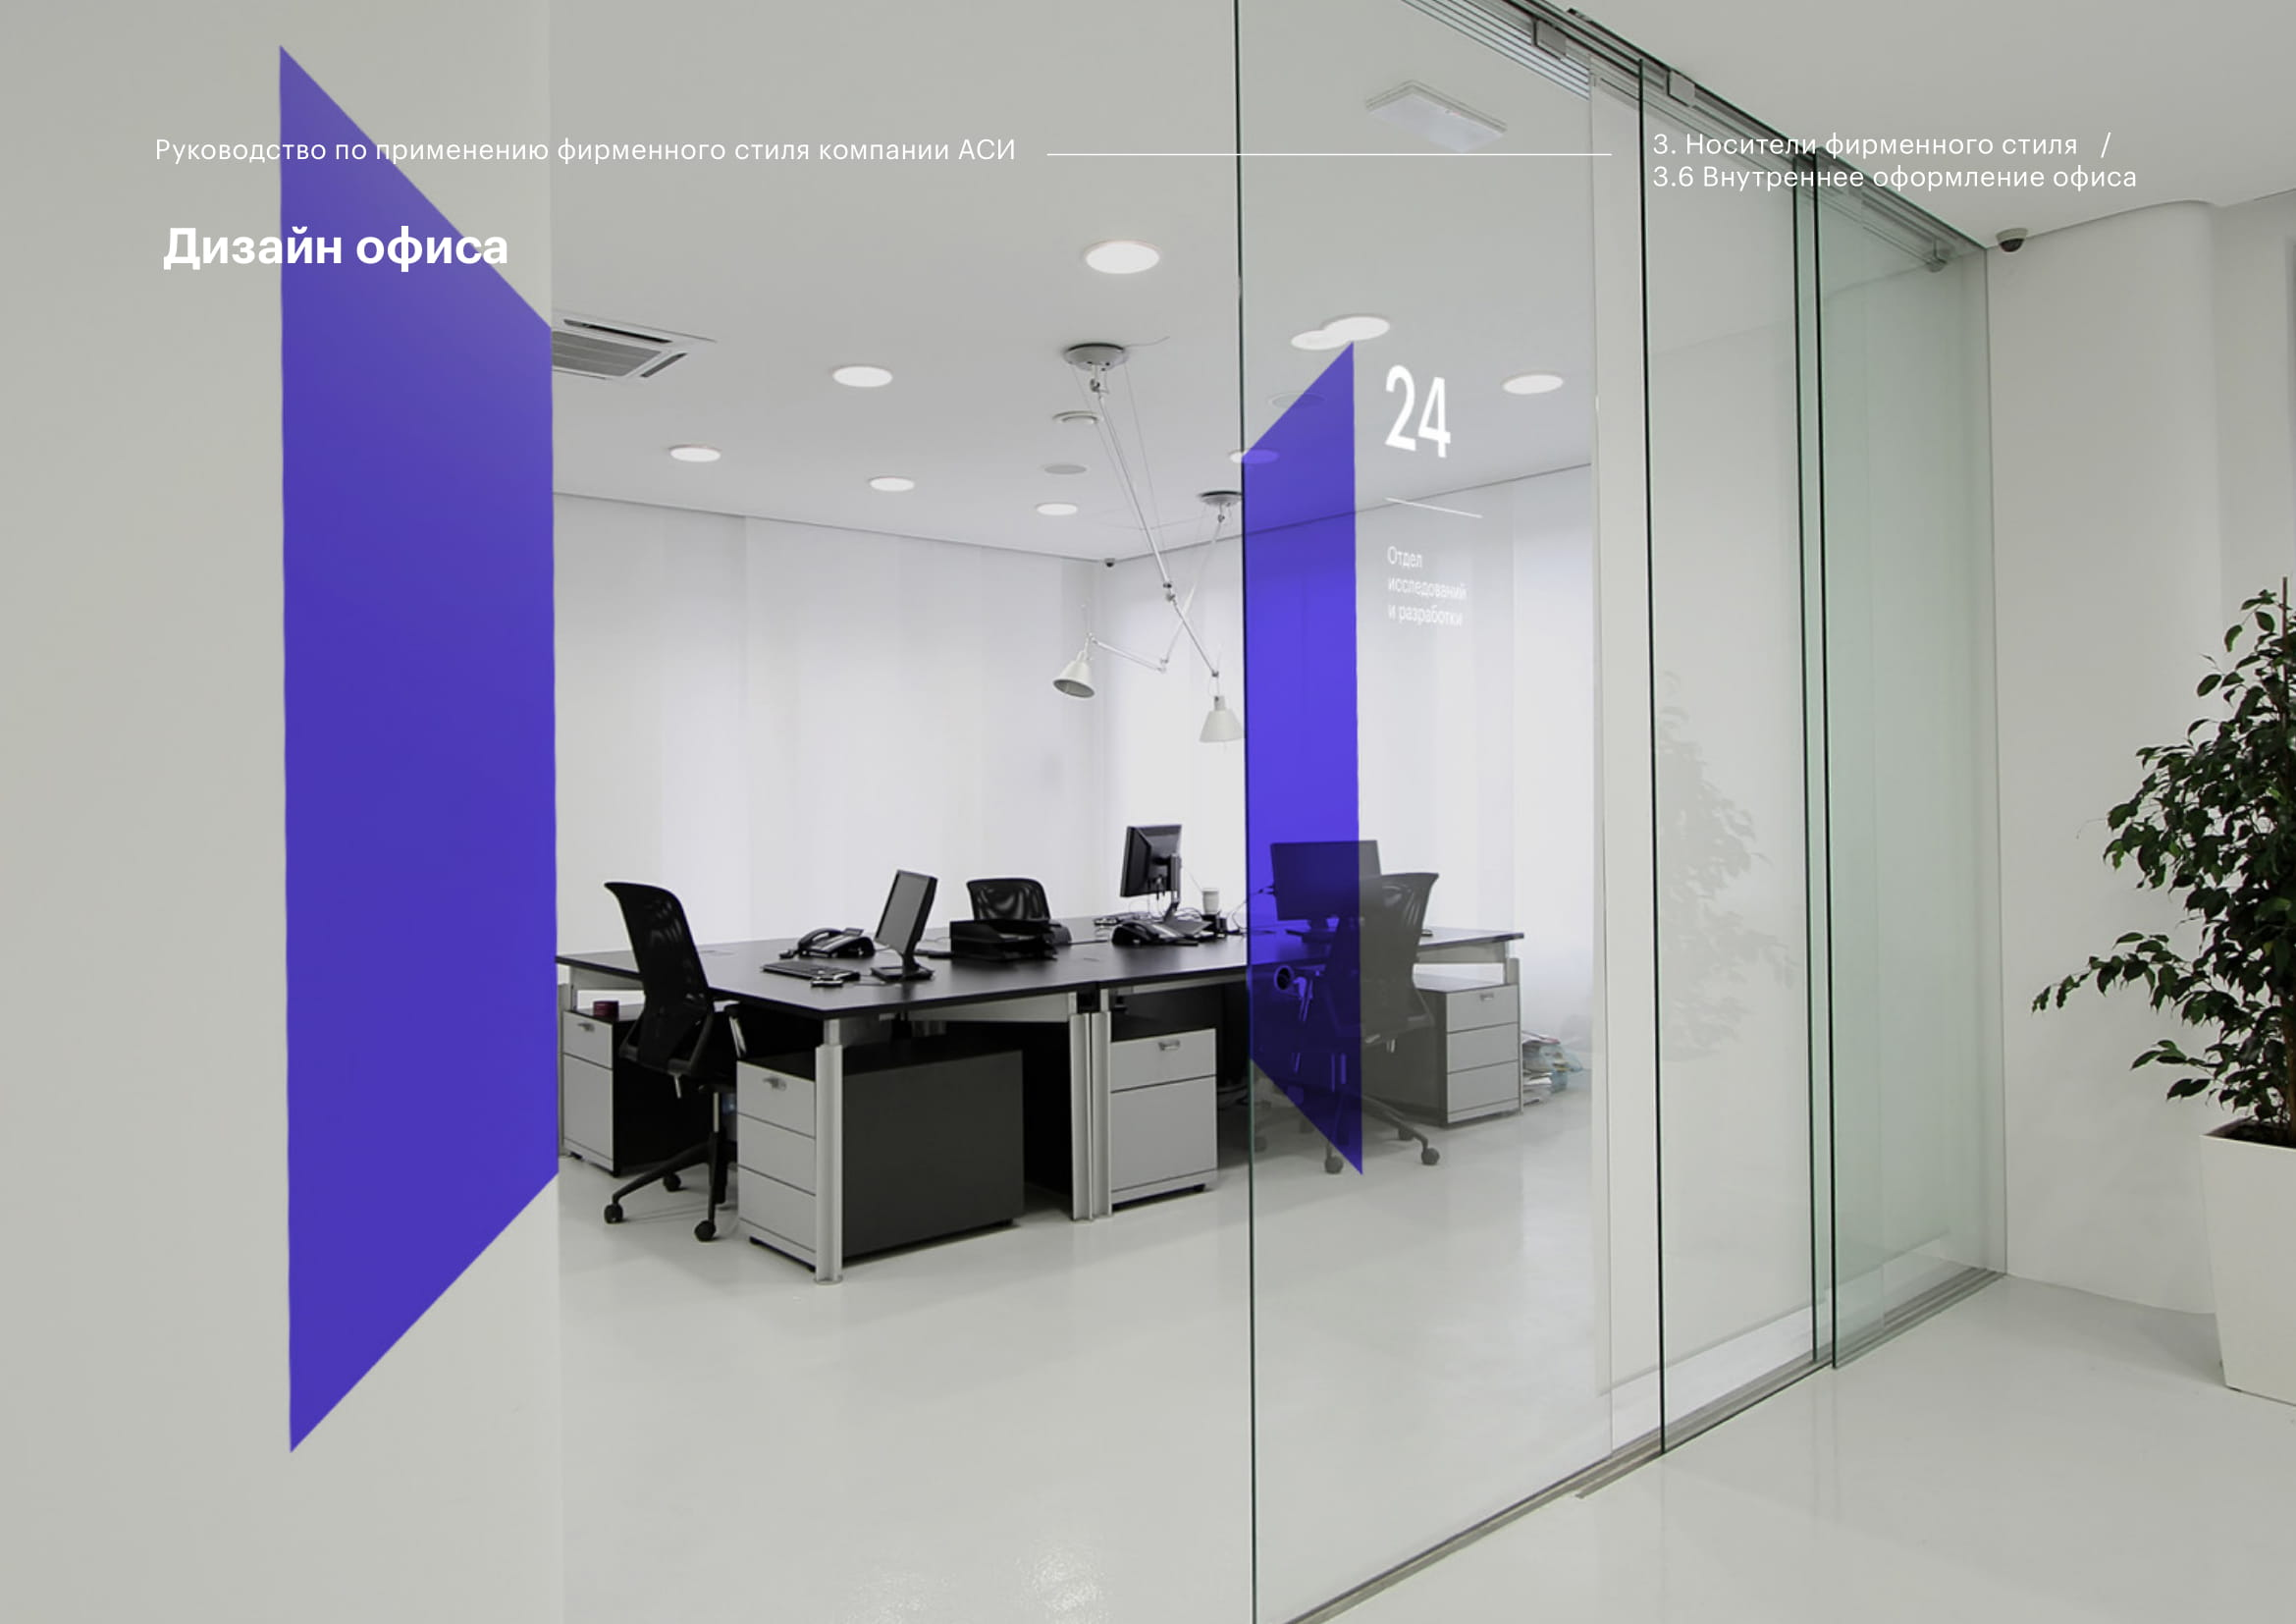 Руководство по применению фирменного стиля компании АСИ
3. Носители фирменного стиля /
3.6 Внутреннее оформление офиса
Дизайн офиса
24
Отдел
исследований
и разработки